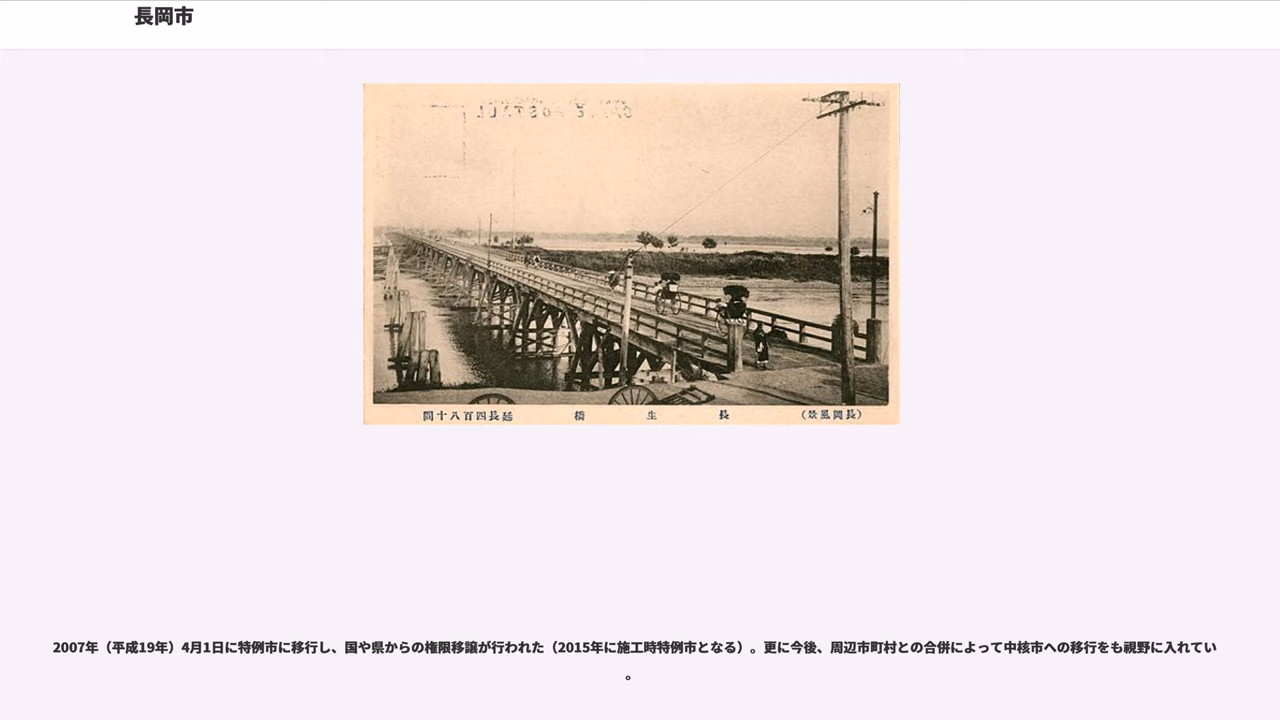 長岡市
(長岡風景) 長生橋 延長四百八十間
2007年（平成19年）4月1日に特例市に移行し、国や県からの権限移譲が行われた（2015年に施工時特例市となる）。更に今後、周辺市町村との合併によって中核市への移行をも視野に入れてい
。